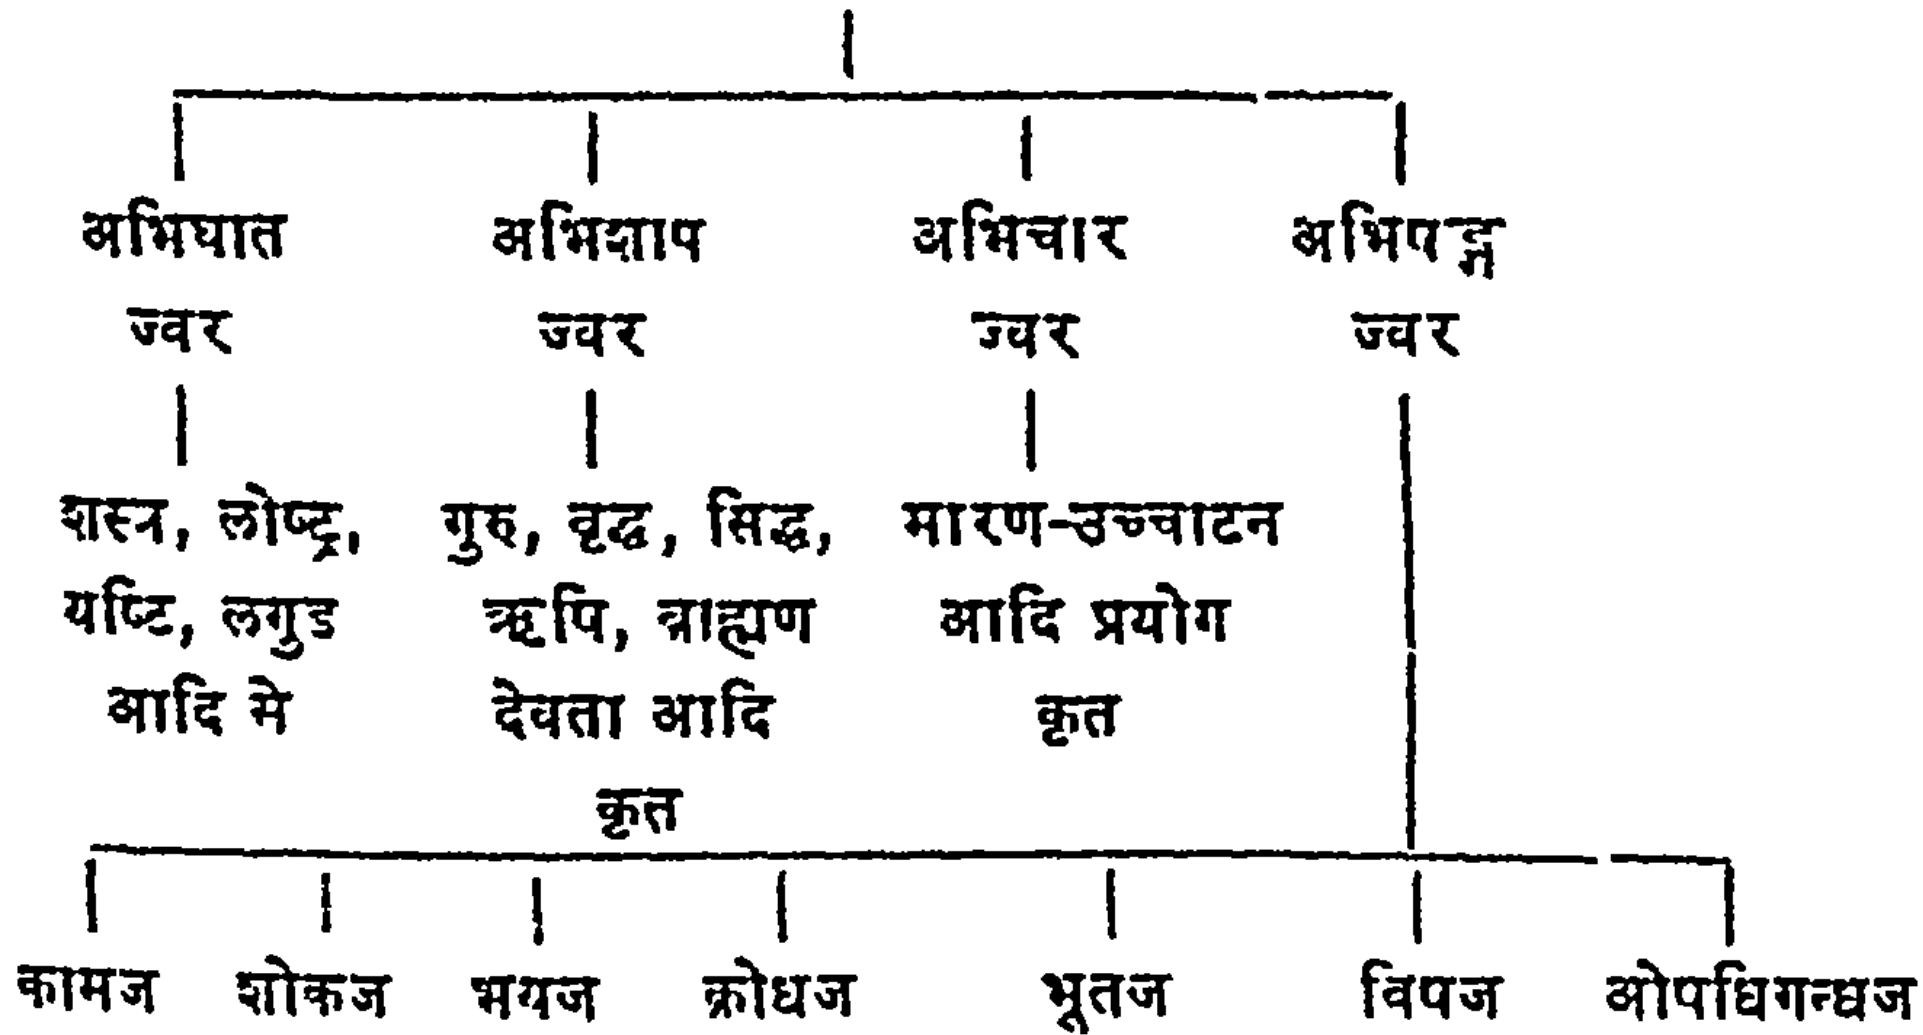 अभिघात अभिशाप अभिचार अभिषङ्ग
ज्वर ज्वर ज्वर ज्वर
शस्त्र, लोष्ट्र, गुरु, वृद्ध, सिद्ध, मारण-उच्चाटन
यष्टि, लगुड ऋषि, ब्राह्मण आदि प्रयोग
आदि से देवता आदि कृत
कृत
कामज शोकज भयज क्रोधज भूतज विषज ओषधिगन्धज